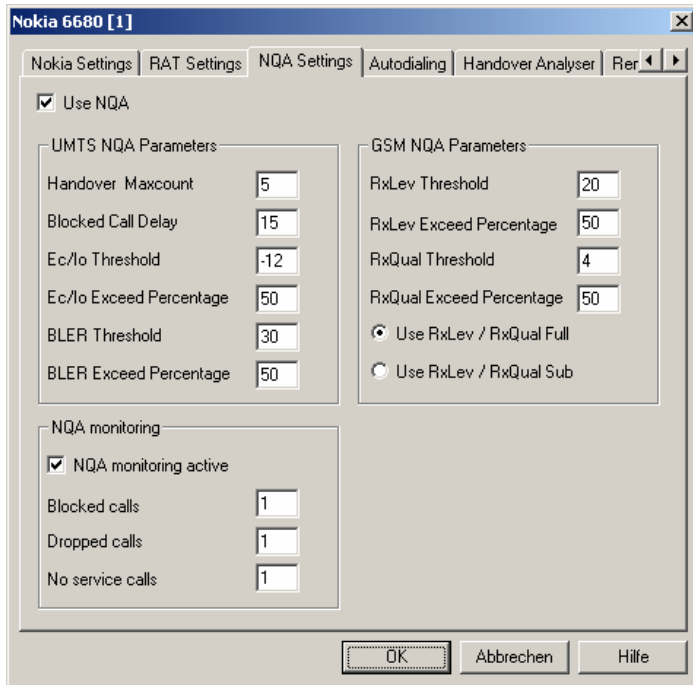 Nokia 6680 [1]
Nokia Settings RAT Settings NQA Settings Autodialing Handover Analyser Rer
Use NQA
UMTS NQA Parameters
Handover Maxcount 5
Blocked Call Delay 15
Ec/Io Threshold -12
Ec/Io Exceed Percentage 50
BLER Threshold 30
BLER Exceed Percentage 50
GSM NQA Parameters
RxLev Threshold 20
RxLev Exceed Percentage 50
RxQual Threshold 4
RxQual Exceed Percentage 50
Use RxLev / RxQual Full
Use RxLev / RxQual Sub
NQA monitoring
NQA monitoring active
Blocked calls 1
Dropped calls 1
No service calls 1
OK Abbrechen Hilfe